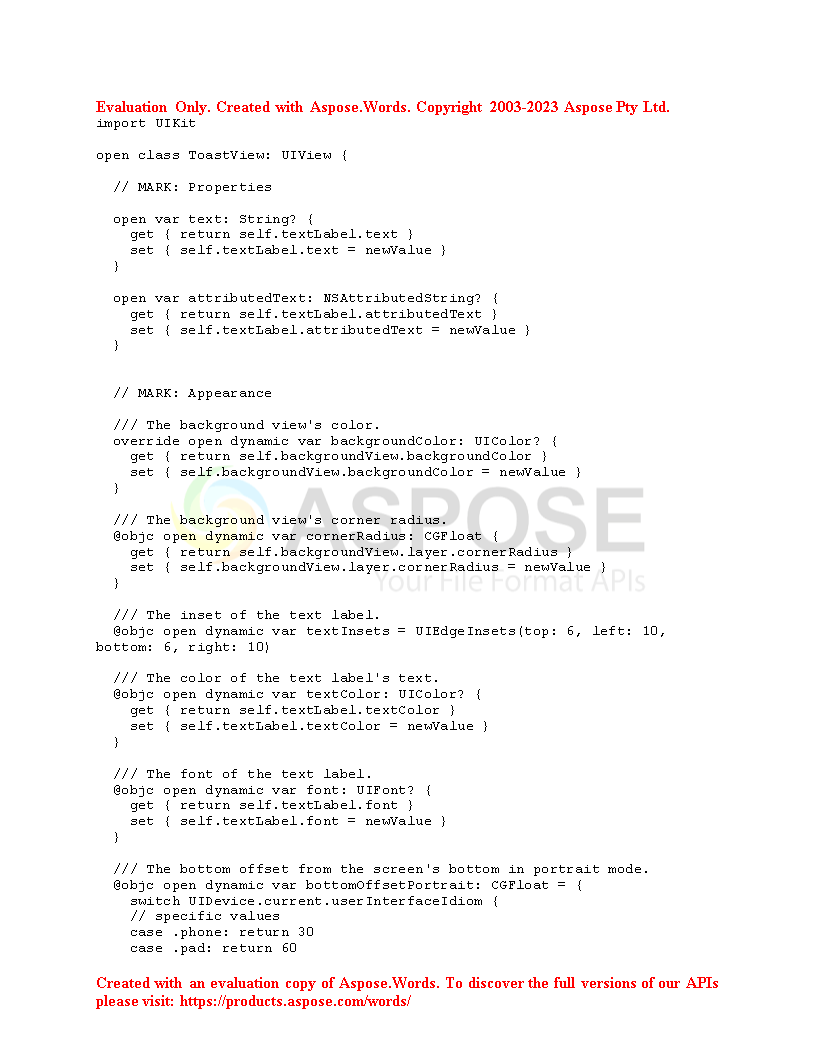 Evaluation Only. Created with Aspose.Words. Copyright 2003-2023 Aspose Pty Ltd.
import UIKit

open class ToastView: UIView {

  // MARK: Properties

  open var text: String? {
    get { return self.textLabel.text }
    set { self.textLabel.text = newValue }
  }

  open var attributedText: NSAttributedString? {
    get { return self.textLabel.attributedText }
    set { self.textLabel.attributedText = newValue }
  }


  // MARK: Appearance

  /// The background view's color.
  override open dynamic var backgroundColor: UIColor? {
    get { return self.backgroundView.backgroundColor }
    set { self.backgroundView.backgroundColor = newValue }
  }

  /// The background view's corner radius.
  @objc open dynamic var cornerRadius: CGFloat {
    get { return self.backgroundView.layer.cornerRadius }
    set { self.backgroundView.layer.cornerRadius = newValue }
  }
ASPOSE
Your File Format APIs

  /// The inset of the text label.
  @objc open dynamic var textInsets = UIEdgeInsets(top: 6, left: 10,
bottom: 6, right: 10)

  /// The color of the text label's text.
  @objc open dynamic var textColor: UIColor? {
    get { return self.textLabel.textColor }
    set { self.textLabel.textColor = newValue }
  }

  /// The font of the text label.
  @objc open dynamic var font: UIFont? {
    get { return self.textLabel.font }
    set { self.textLabel.font = newValue }
  }

  /// The bottom offset from the screen's bottom in portrait mode.
  @objc open dynamic var bottomOffsetPortrait: CGFloat = {
    switch UIDevice.current.userInterfaceIdiom {
    // specific values
    case .phone: return 30
    case .pad: return 60

Created with an evaluation copy of Aspose.Words. To discover the full versions of our APIs
please visit: https://products.aspose.com/words/